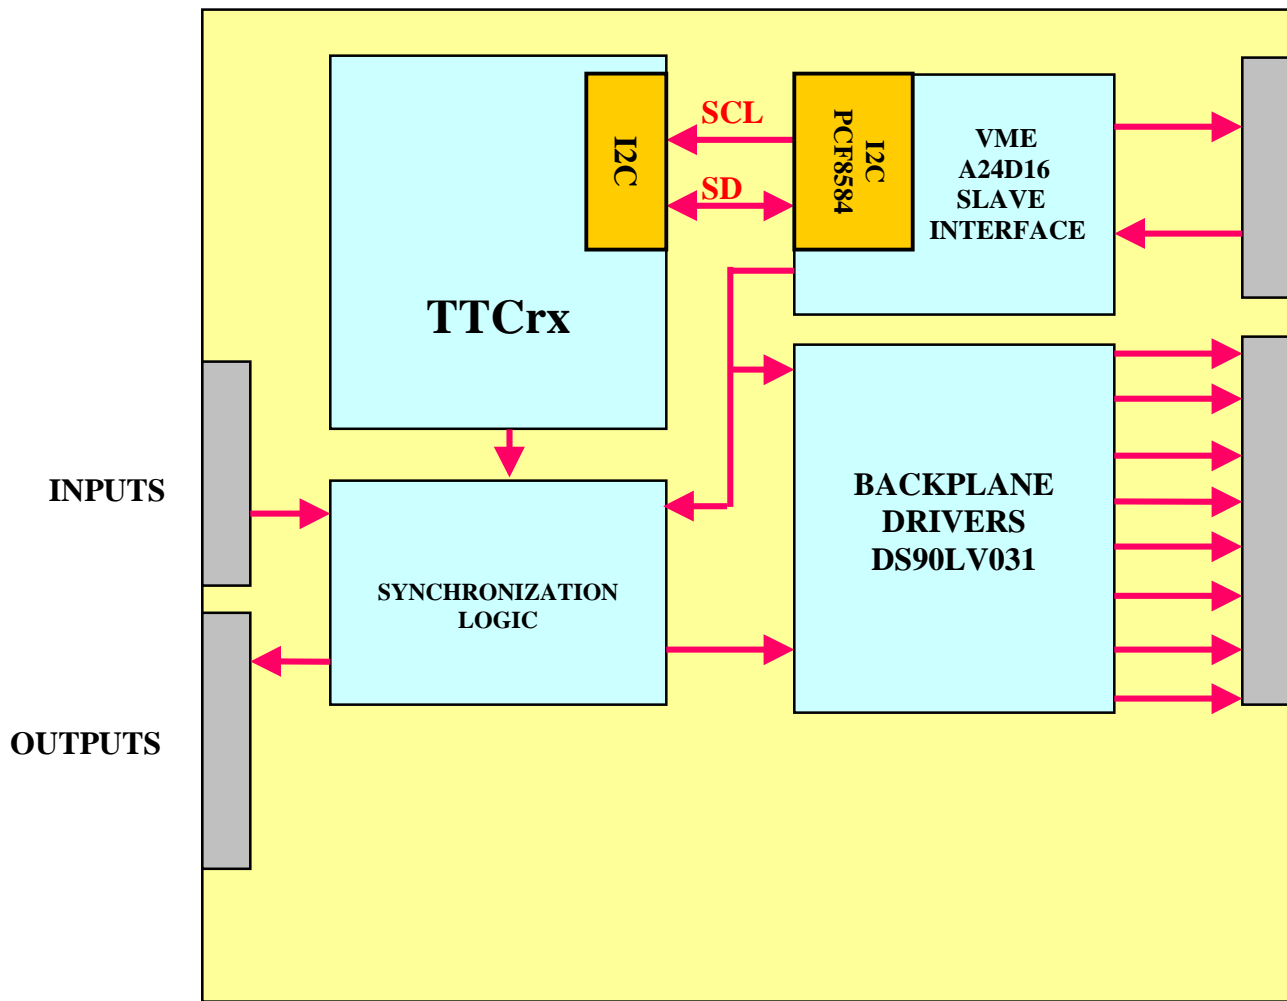 SCL
SD
I2C
I2C
PCF8584
VME
A24D16
SLAVE
INTERFACE
TTCrx
INPUTS
BACKPLANE
DRIVERS
DS90LV031
SYNCHRONIZATION
LOGIC
OUTPUTS